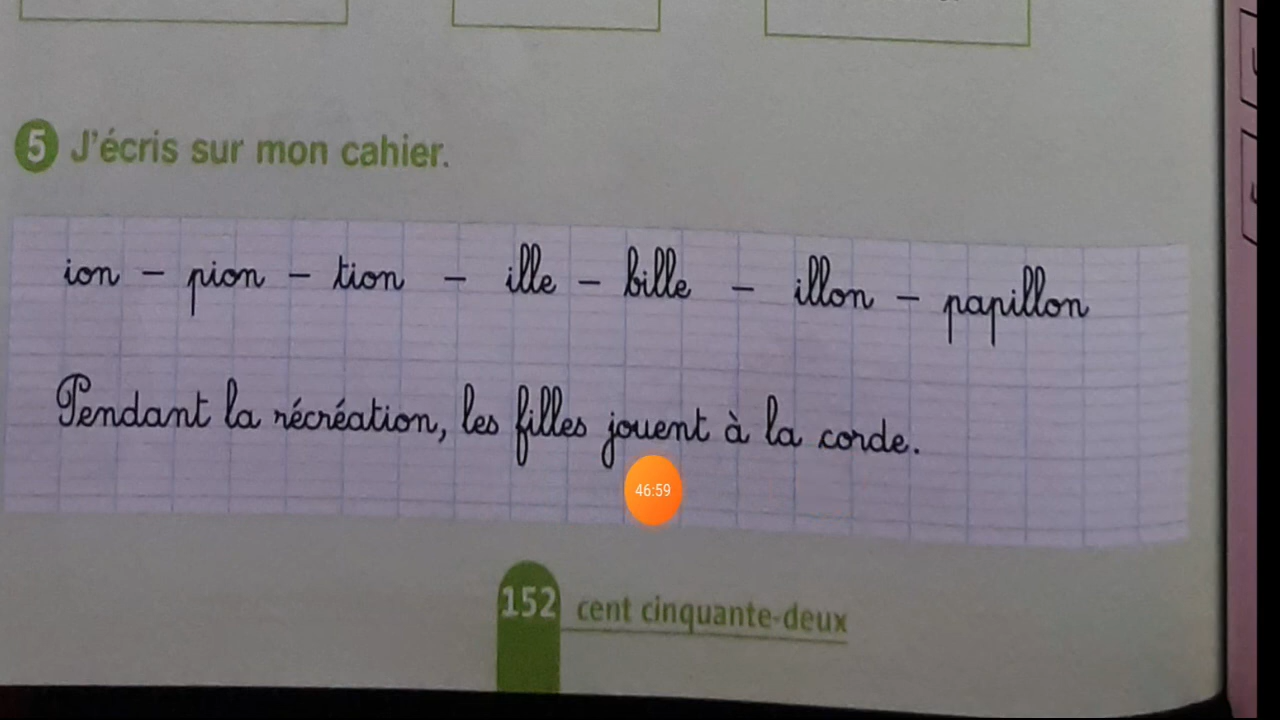 5 J'écris sur mon cahier.
ion – pion – tion – ille – bille – illon – papillon
Pendant la récréation, les filles jouent à la corde.
46:59
152 cent cinquante-deux